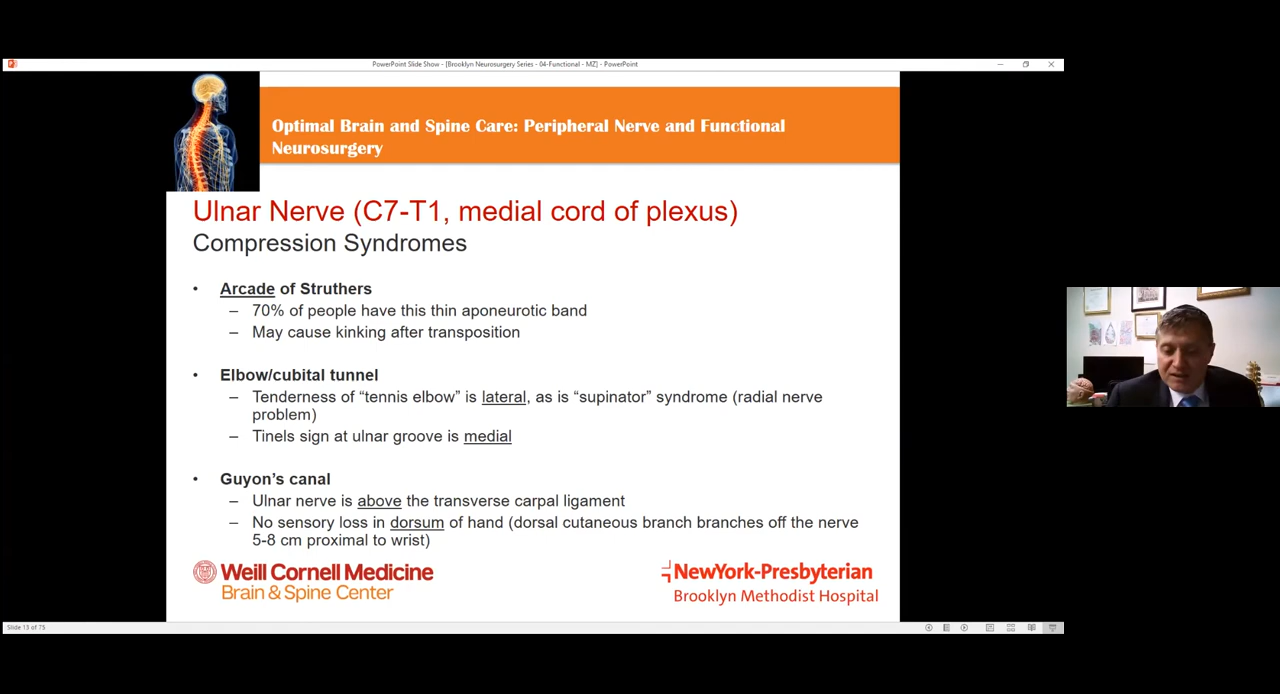 PowerPoint Slide Show - [Brooklyn Neurosurgery Series - 04-Functional - MZ] - PowerPoint
Optimal Brain and Spine Care: Peripheral Nerve and Functional
Neurosurgery
Ulnar Nerve (C7-T1, medial cord of plexus)
Compression Syndromes
• Arcade of Struthers
– 70% of people have this thin aponeurotic band
– May cause kinking after transposition
• Elbow/cubital tunnel
– Tenderness of “tennis elbow” is lateral, as is “supinator” syndrome (radial nerve
problem)
– Tinels sign at ulnar groove is medial
• Guyon’s canal
– Ulnar nerve is above the transverse carpal ligament
– No sensory loss in dorsum of hand (dorsal cutaneous branch branches off the nerve
5-8 cm proximal to wrist)
Weill Cornell Medicine
Brain & Spine Center
NewYork-Presbyterian
Brooklyn Methodist Hospital
Slide 13 of 75